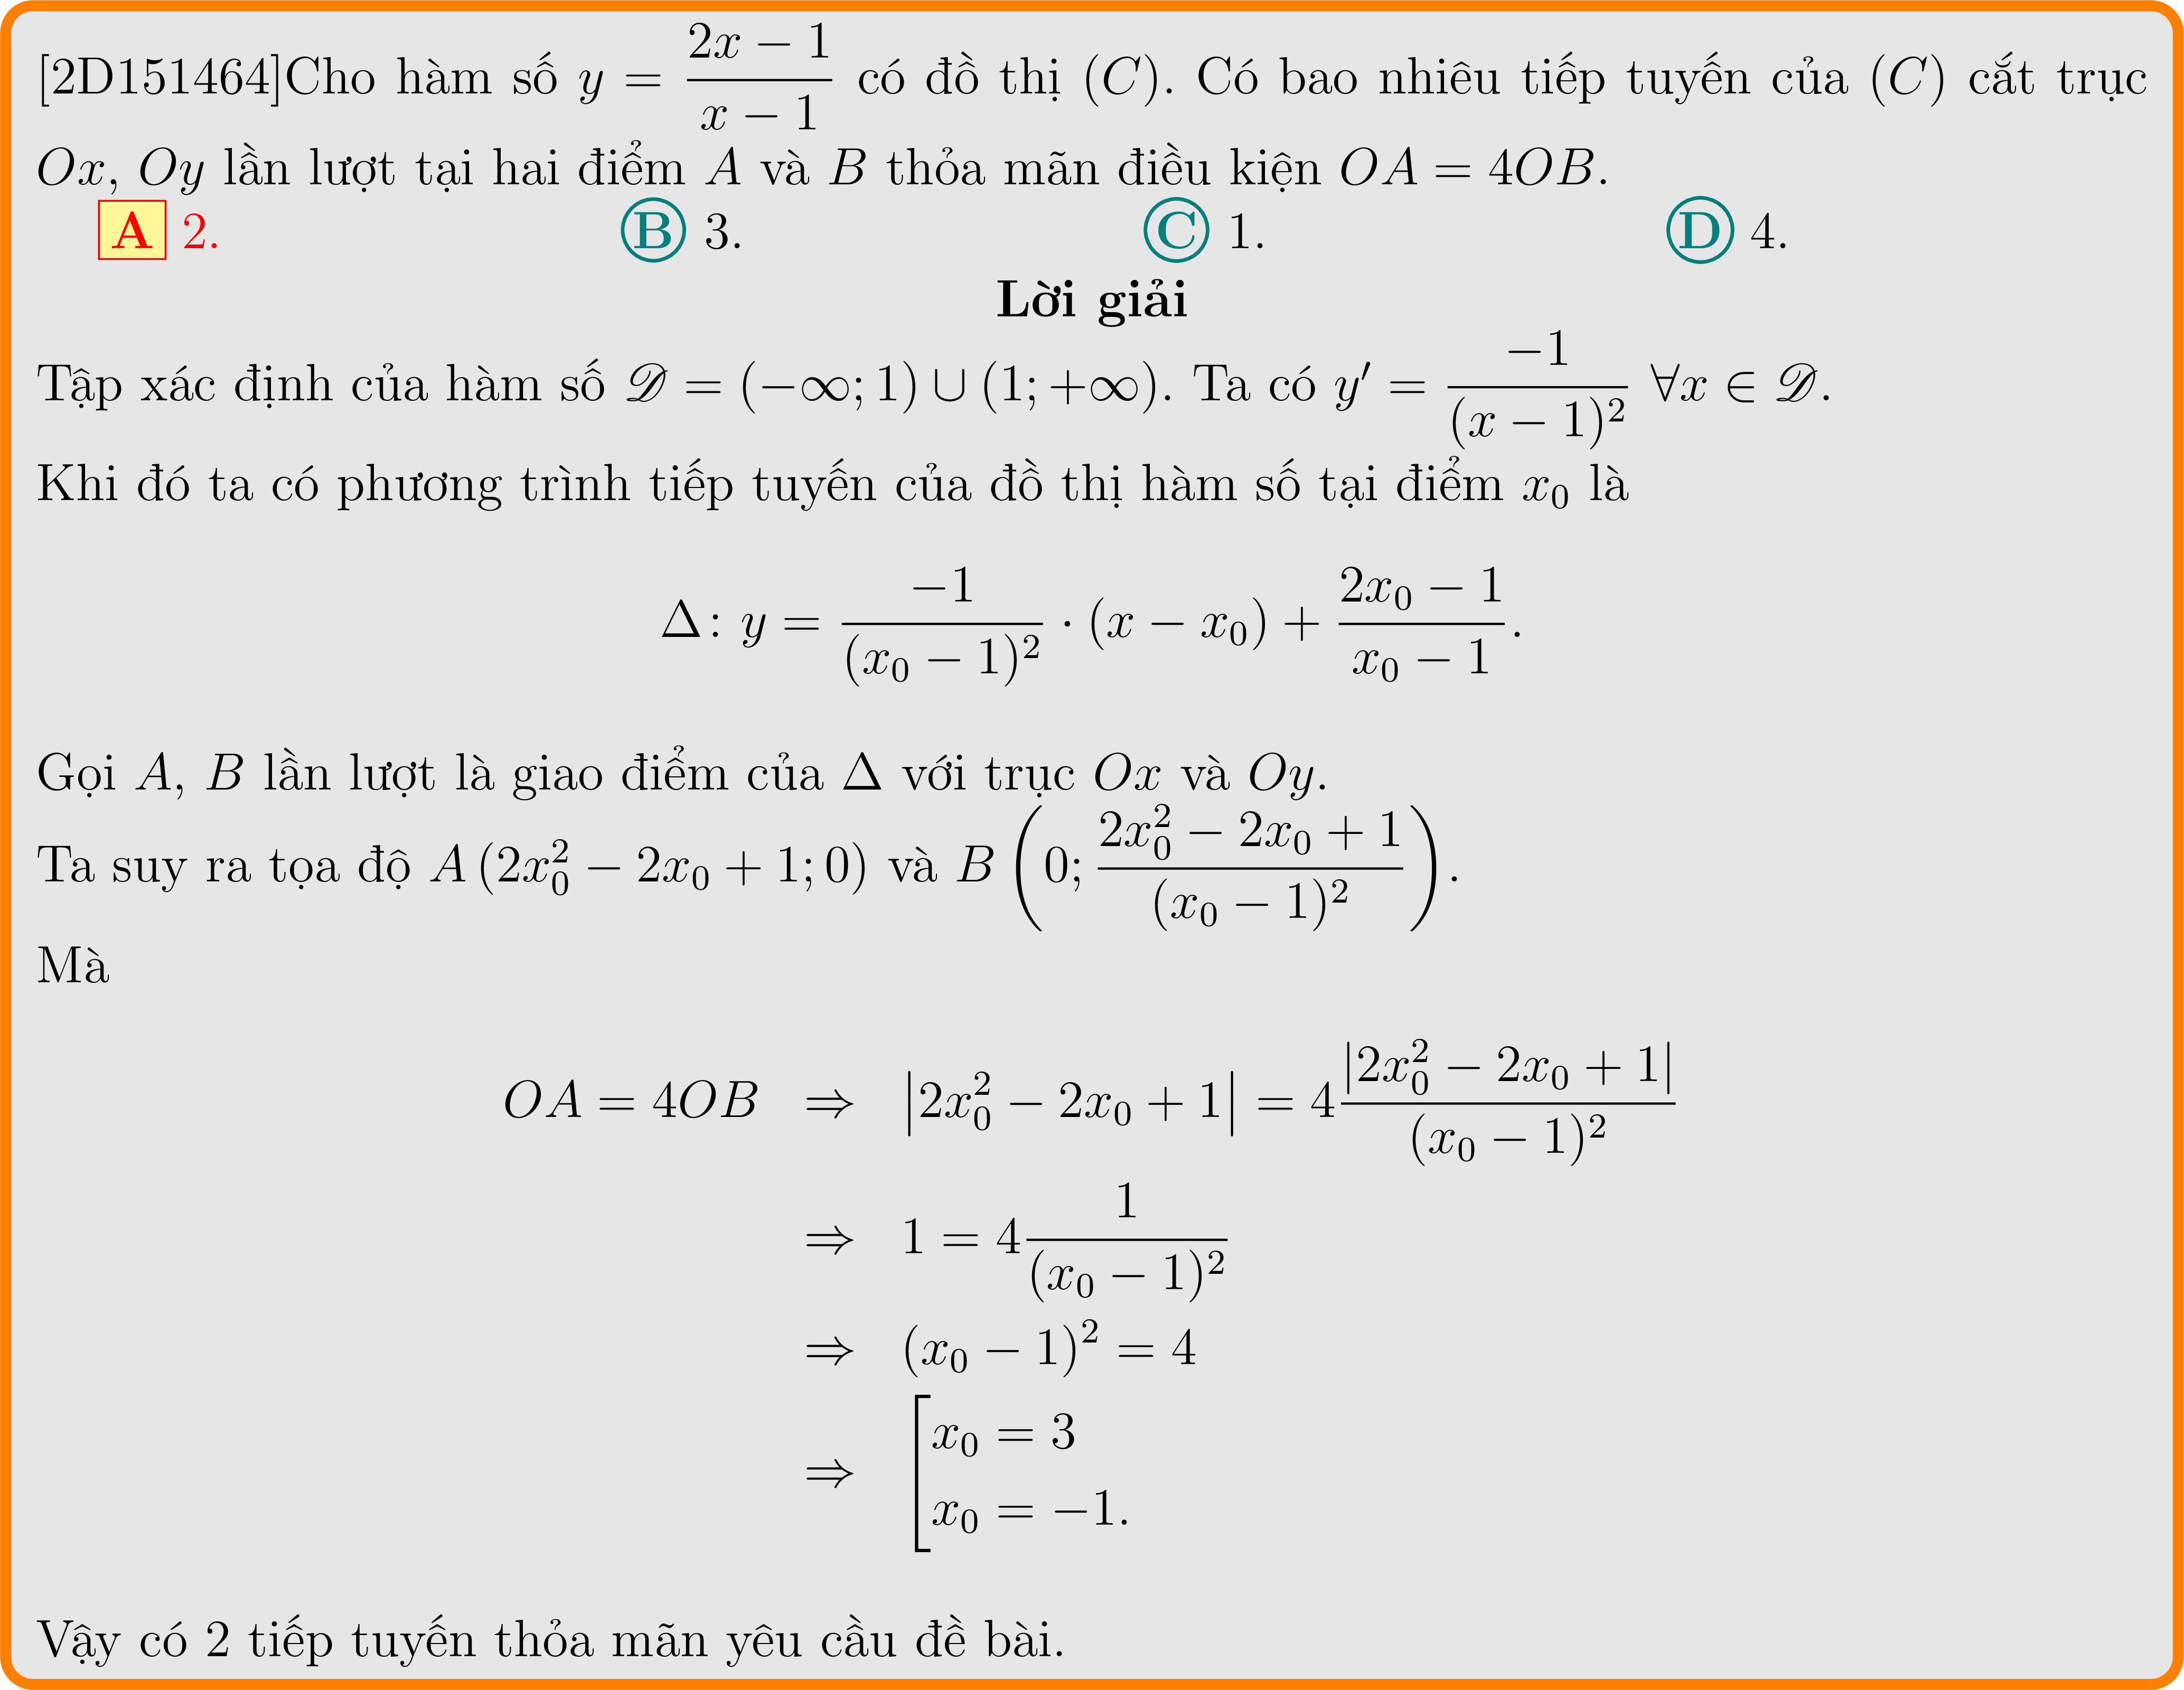 [2D151464]Cho hàm số $y = \dfrac{2x-1}{x-1}$ có đồ thị $(C)$. Có bao nhiêu tiếp tuyến của $(C)$ cắt trục
$Ox$, $Oy$ lần lượt tại hai điểm $A$ và $B$ thỏa mãn điều kiện $OA = 4OB$.
A 2. B 3. C 1. D 4.
Lời giải
Tập xác định của hàm số $\mathscr{D} = (-\infty; 1) \cup (1; +\infty)$. Ta có $y' = \dfrac{-1}{(x-1)^2}$ $\forall x \in \mathscr{D}$.
Khi đó ta có phương trình tiếp tuyến của đồ thị hàm số tại điểm $x_0$ là
$\Delta: y = \dfrac{-1}{(x_0-1)^2} \cdot (x - x_0) + \dfrac{2x_0-1}{x_0-1}.$
Gọi $A$, $B$ lần lượt là giao điểm của $\Delta$ với trục $Ox$ và $Oy$.
Ta suy ra tọa độ $A\left(2x_0^2 - 2x_0 + 1; 0\right)$ và $B\left(0; \dfrac{2x_0^2 - 2x_0 + 1}{(x_0-1)^2}\right)$.
Mà
$OA = 4OB \Rightarrow \left|2x_0^2 - 2x_0 + 1\right| = 4\dfrac{|2x_0^2 - 2x_0 + 1|}{(x_0-1)^2}$
$\Rightarrow 1 = 4\dfrac{1}{(x_0-1)^2}$
$\Rightarrow (x_0-1)^2 = 4$
$\Rightarrow \left[\begin{array}{l} x_0 = 3 \\ x_0 = -1. \end{array}\right.$
Vậy có 2 tiếp tuyến thỏa mãn yêu cầu đề bài.